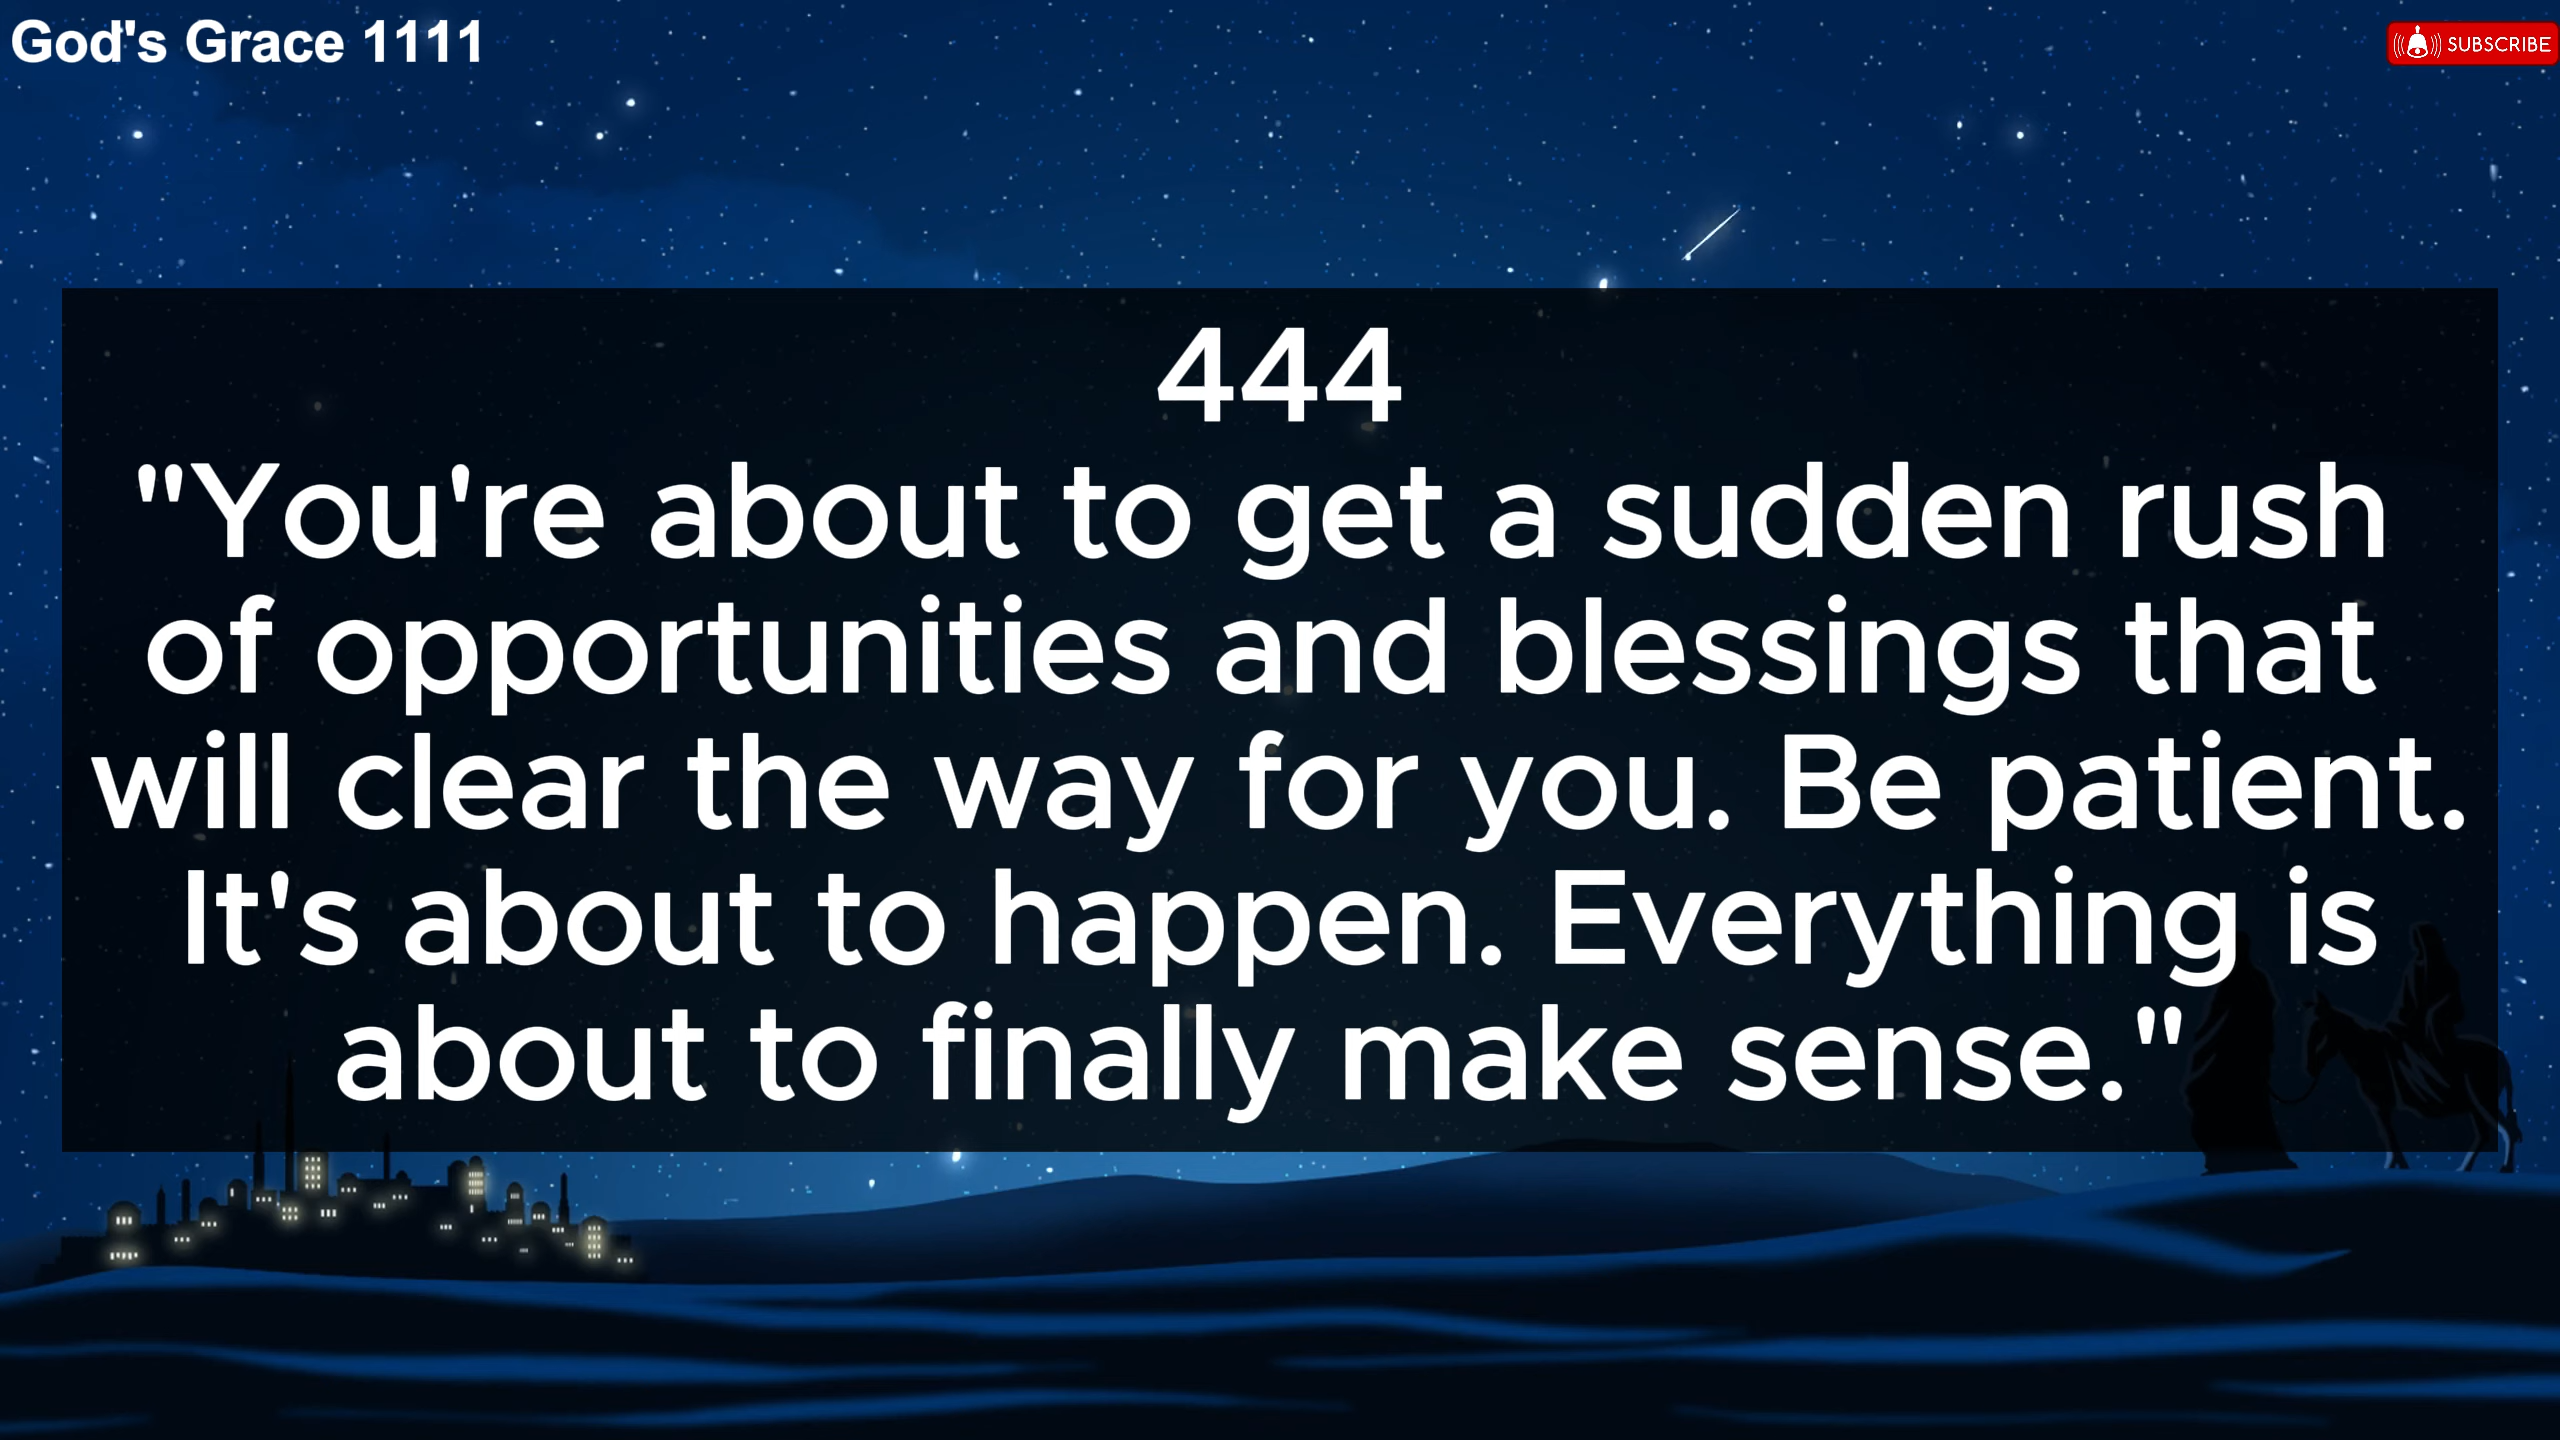 God's Grace 1111
SUBSCRIBE
444
"You're about to get a sudden rush
of opportunities and blessings that
will clear the way for you. Be patient.
It's about to happen. Everything is
about to finally make sense."